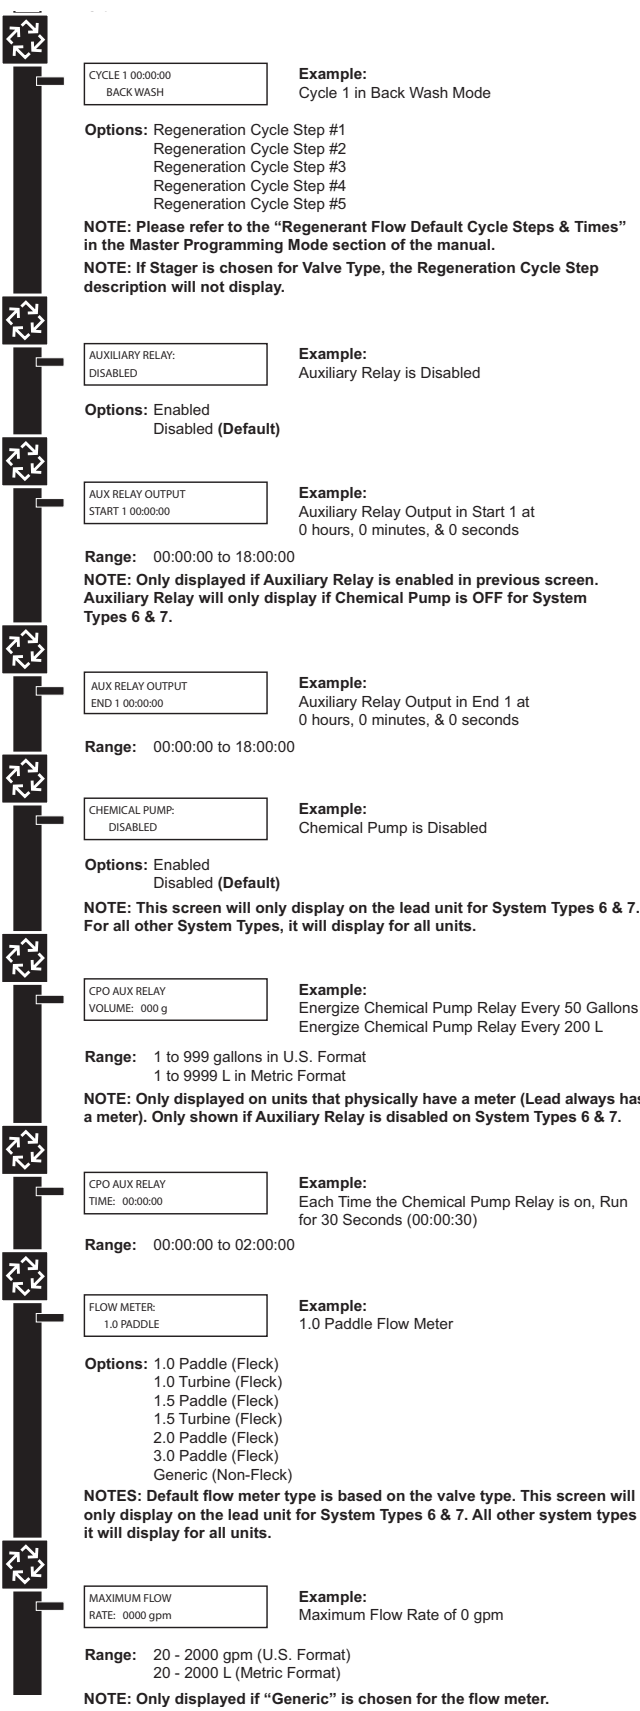 CYCLE 1 00:00:00
BACK WASH
Example:
Cycle 1 in Back Wash Mode
Options: Regeneration Cycle Step #1
Regeneration Cycle Step #2
Regeneration Cycle Step #3
Regeneration Cycle Step #4
Regeneration Cycle Step #5
NOTE: Please refer to the “Regenerant Flow Default Cycle Steps & Times”
in the Master Programming Mode section of the manual.
NOTE: If Stager is chosen for Valve Type, the Regeneration Cycle Step
description will not display.
AUXILIARY RELAY:
DISABLED
Example:
Auxiliary Relay is Disabled
Options: Enabled
Disabled (Default)
AUX RELAY OUTPUT
START 1 00:00:00
Example:
Auxiliary Relay Output in Start 1 at
0 hours, 0 minutes, & 0 seconds
Range: 00:00:00 to 18:00:00
NOTE: Only displayed if Auxiliary Relay is enabled in previous screen.
Auxiliary Relay will only display if Chemical Pump is OFF for System
Types 6 & 7.
AUX RELAY OUTPUT
END 1 00:00:00
Example:
Auxiliary Relay Output in End 1 at
0 hours, 0 minutes, & 0 seconds
Range: 00:00:00 to 18:00:00
CHEMICAL PUMP:
DISABLED
Example:
Chemical Pump is Disabled
Options: Enabled
Disabled (Default)
NOTE: This screen will only display on the lead unit for System Types 6 & 7.
For all other System Types, it will display for all units.
CPO AUX RELAY
VOLUME: 000 g
Example:
Energize Chemical Pump Relay Every 50 Gallons
Energize Chemical Pump Relay Every 200 L
Range: 1 to 999 gallons in U.S. Format
1 to 9999 L in Metric Format
NOTE: Only displayed on units that physically have a meter (Lead always has
a meter). Only shown if Auxiliary Relay is disabled on System Types 6 & 7.
CPO AUX RELAY
TIME: 00:00:00
Example:
Each Time the Chemical Pump Relay is on, Run
for 30 Seconds (00:00:30)
Range: 00:00:00 to 02:00:00
FLOW METER:
1.0 PADDLE
Example:
1.0 Paddle Flow Meter
Options: 1.0 Paddle (Fleck)
1.0 Turbine (Fleck)
1.5 Paddle (Fleck)
1.5 Turbine (Fleck)
2.0 Paddle (Fleck)
3.0 Paddle (Fleck)
Generic (Non-Fleck)
NOTES: Default flow meter type is based on the valve type. This screen will
only display on the lead unit for System Types 6 & 7. All other system types
it will display for all units.
MAXIMUM FLOW
RATE: 0000 gpm
Example:
Maximum Flow Rate of 0 gpm
Range: 20 - 2000 gpm (U.S. Format)
20 - 2000 L (Metric Format)
NOTE: Only displayed if “Generic” is chosen for the flow meter.